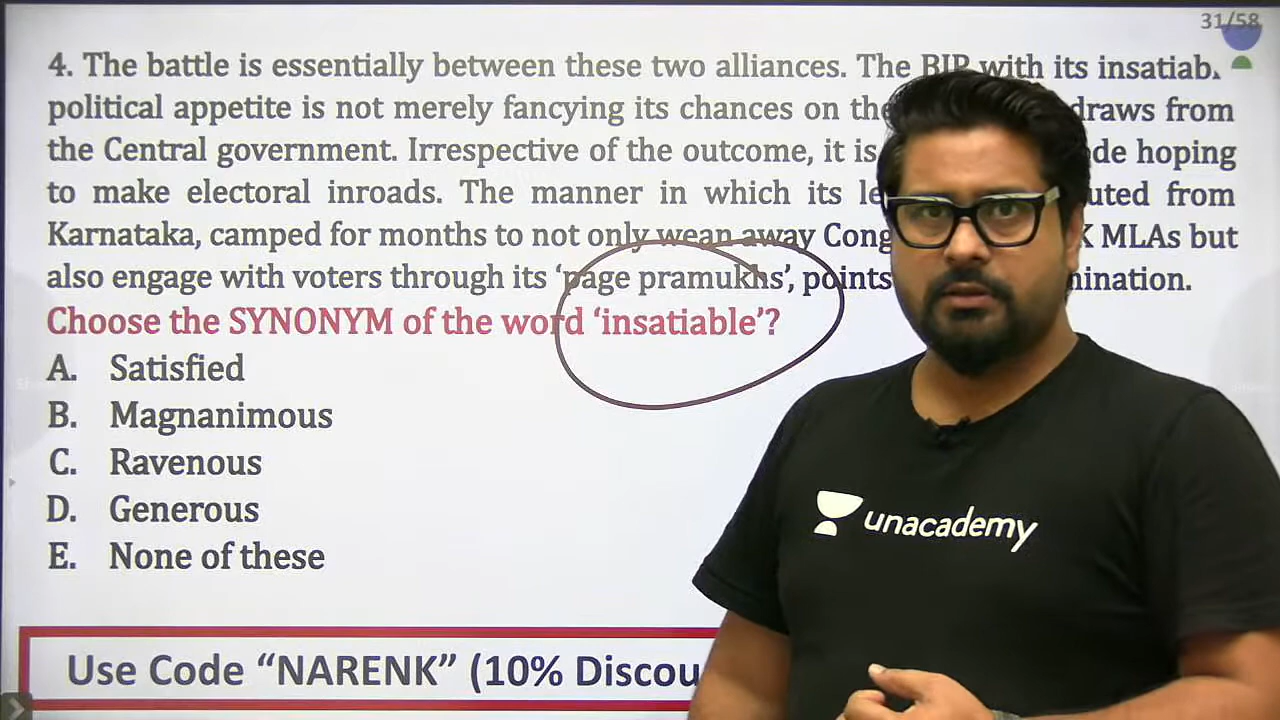 31/58
4. The battle is essentially between these two alliances. The BJP with its insatiab
political appetite is not merely fancying its chances on the draws from
the Central government. Irrespective of the outcome, it is de hoping
to make electoral inroads. The manner in which its le uted from
Karnataka, camped for months to not only wean away Cong K MLAs but
also engage with voters through its ‘page pramukhs’, points mination.
Choose the SYNONYM of the word ‘insatiable’?
A. Satisfied
B. Magnanimous
C. Ravenous
D. Generous
E. None of these
unacademy
Use Code “NARENK” (10% Discou